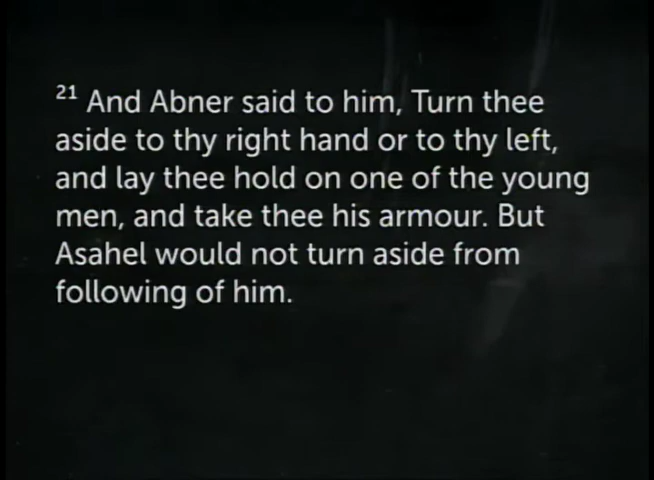 21 And Abner said to him, Turn thee
aside to thy right hand or to thy left,
and lay thee hold on one of the young
men, and take thee his armour. But
Asahel would not turn aside from
following of him.